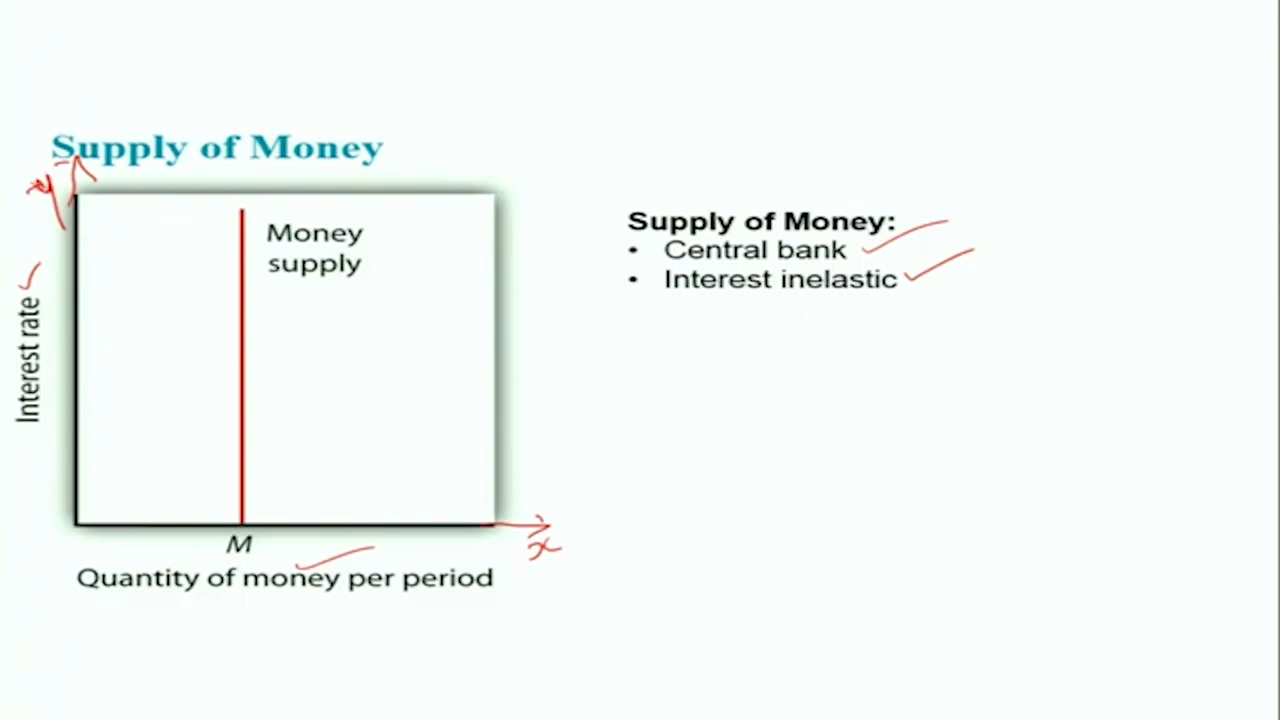 Supply of Money
y
Money
supply
Interest rate
M
x
Quantity of money per period
Supply of Money:
• Central bank
• Interest inelastic